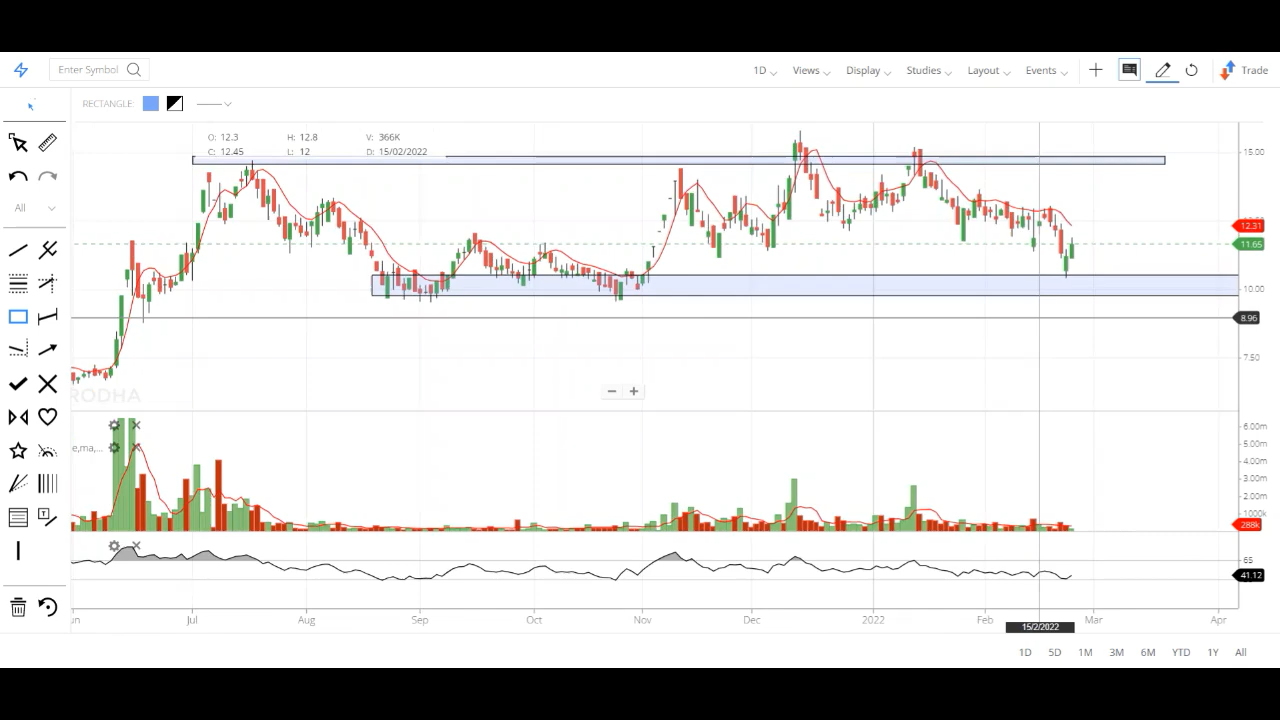 Enter Symbol
1D Views Display Studies Layout Events Trade
RECTANGLE:
O: 12.3 H: 12.8 V: 366K
C: 12.45 L: 12 D: 15/02/2022
All
15.00
12.31
11.65
10.00
8.96
7.50
RODHA
e,ma,...
6.00m
5.00m
4.00m
3.00m
2.00m
1000k
288k
41.12
Jul Aug Sep Oct Nov Dec 2022 Feb Mar Apr
15/2/2022
1D 5D 1M 3M 6M YTD 1Y All